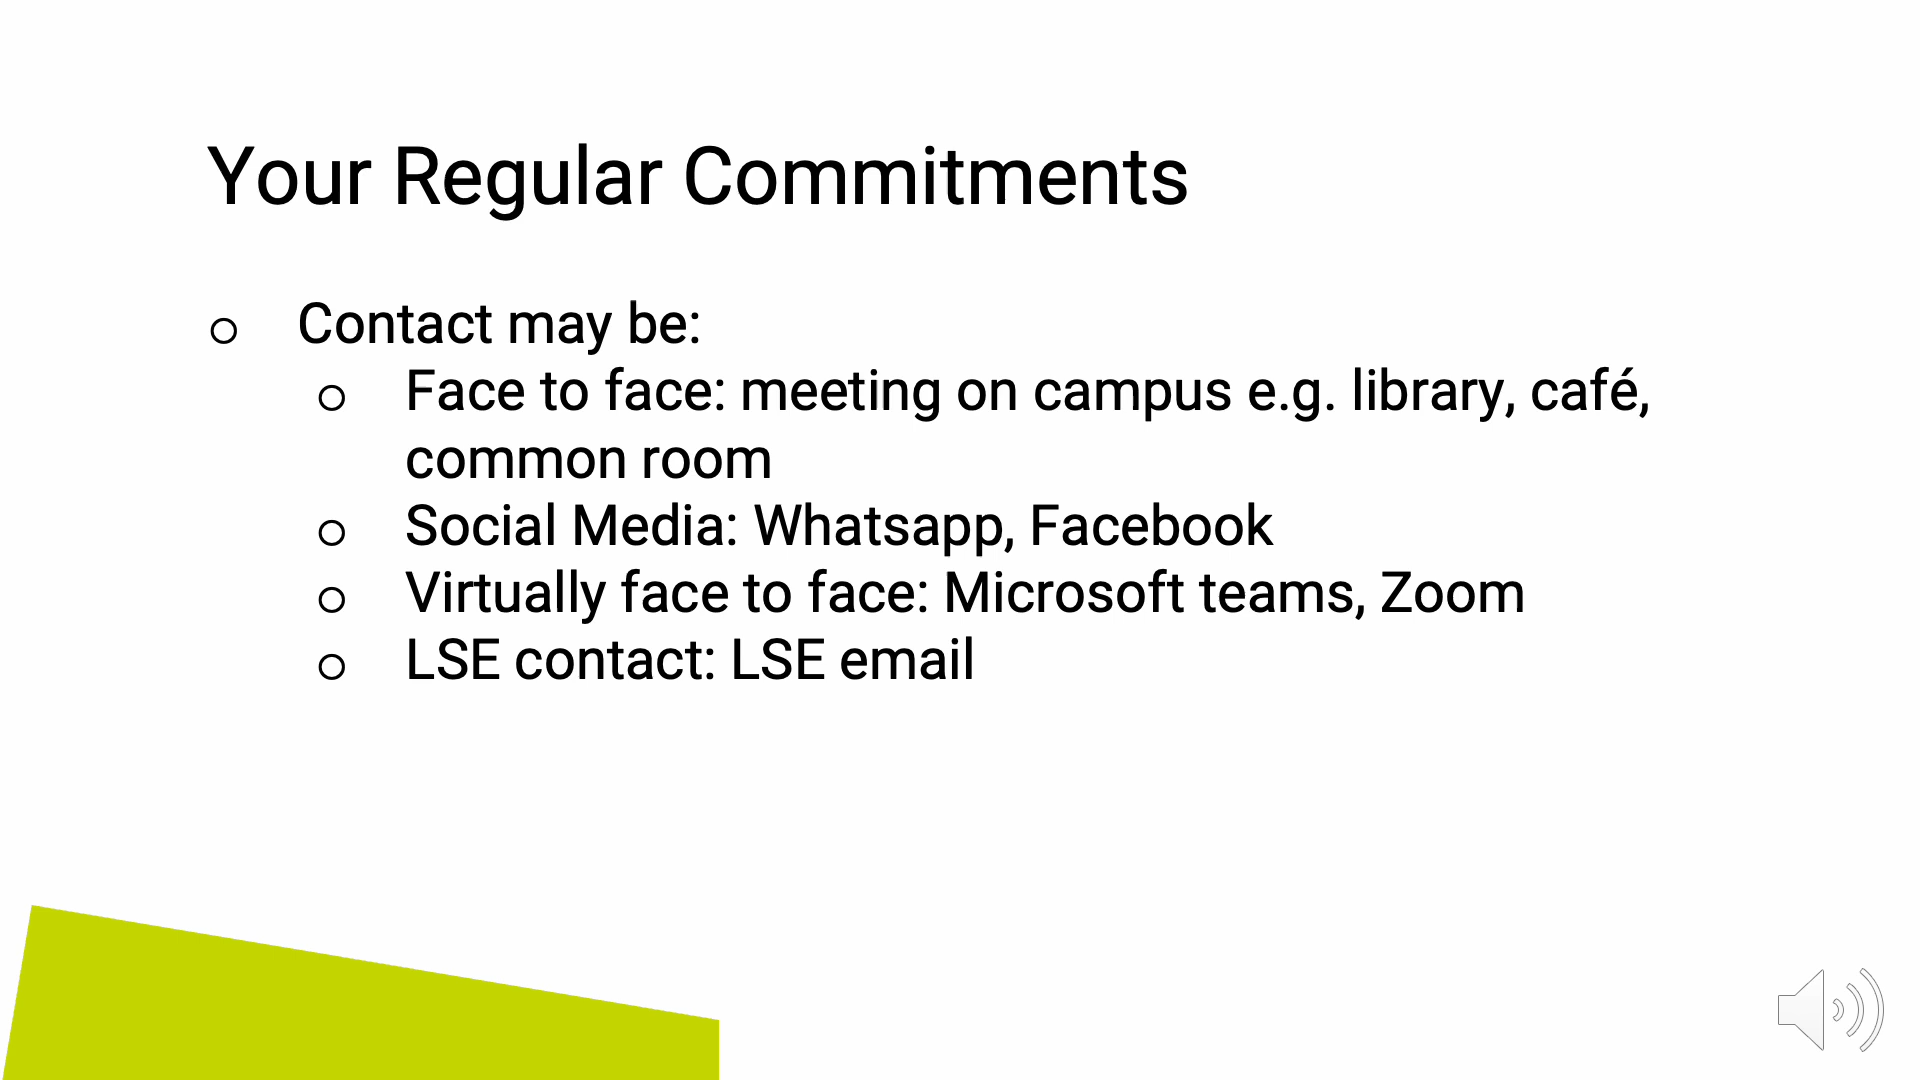 Your Regular Commitments
Contact may be:
Face to face: meeting on campus e.g. library, café,
common room
Social Media: Whatsapp, Facebook
Virtually face to face: Microsoft teams, Zoom
LSE contact: LSE email